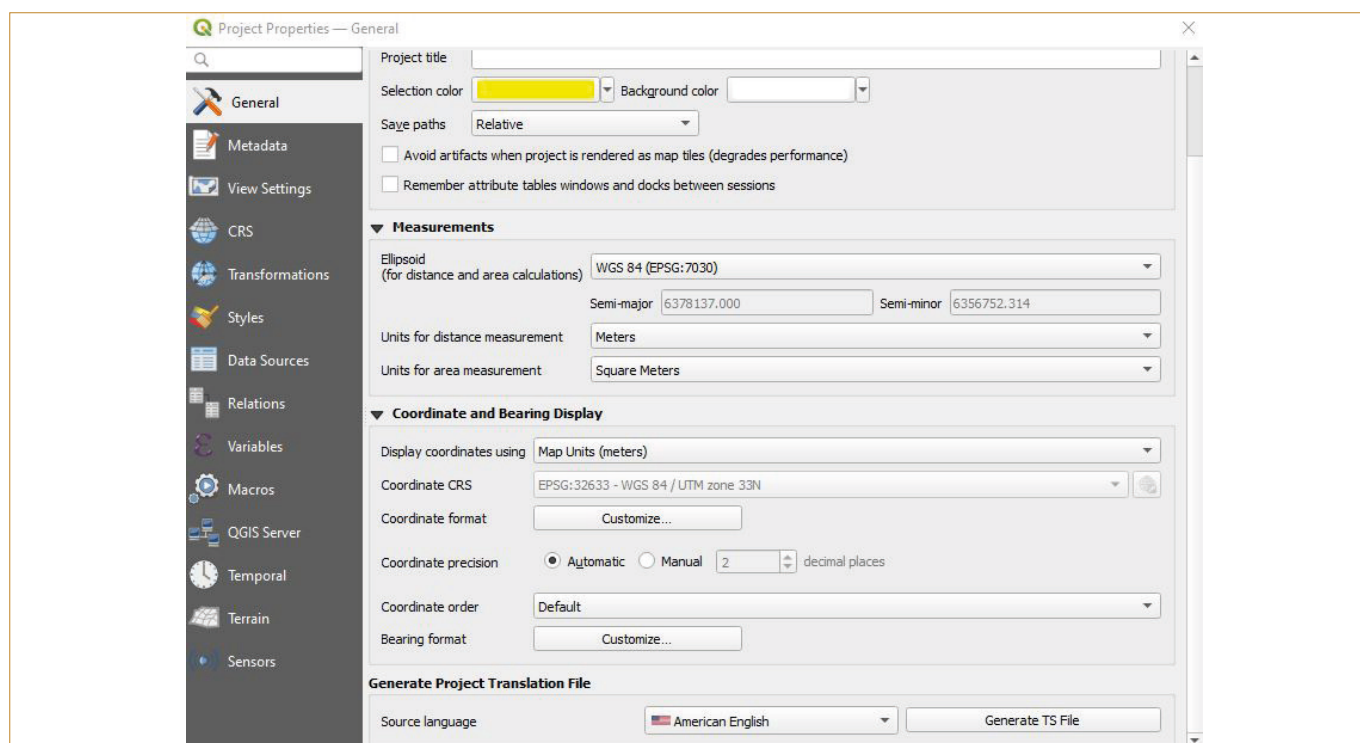 Project Properties — General
General
Metadata
View Settings
CRS
Transformations
Styles
Data Sources
Relations
Variables
Macros
QGIS Server
Temporal
Terrain
Sensors
Project title
Selection color Background color
Save paths Relative
Avoid artifacts when project is rendered as map tiles (degrades performance)
Remember attribute tables windows and docks between sessions
Measurements
Ellipsoid
(for distance and area calculations) WGS 84 (EPSG:7030)
Semi-major 6378137.000 Semi-minor 6356752.314
Units for distance measurement Meters
Units for area measurement Square Meters
Coordinate and Bearing Display
Display coordinates using Map Units (meters)
Coordinate CRS EPSG:32633 - WGS 84 / UTM zone 33N
Coordinate format Customize...
Coordinate precision Automatic Manual 2 decimal places
Coordinate order Default
Bearing format Customize...
Generate Project Translation File
Source language American English Generate TS File